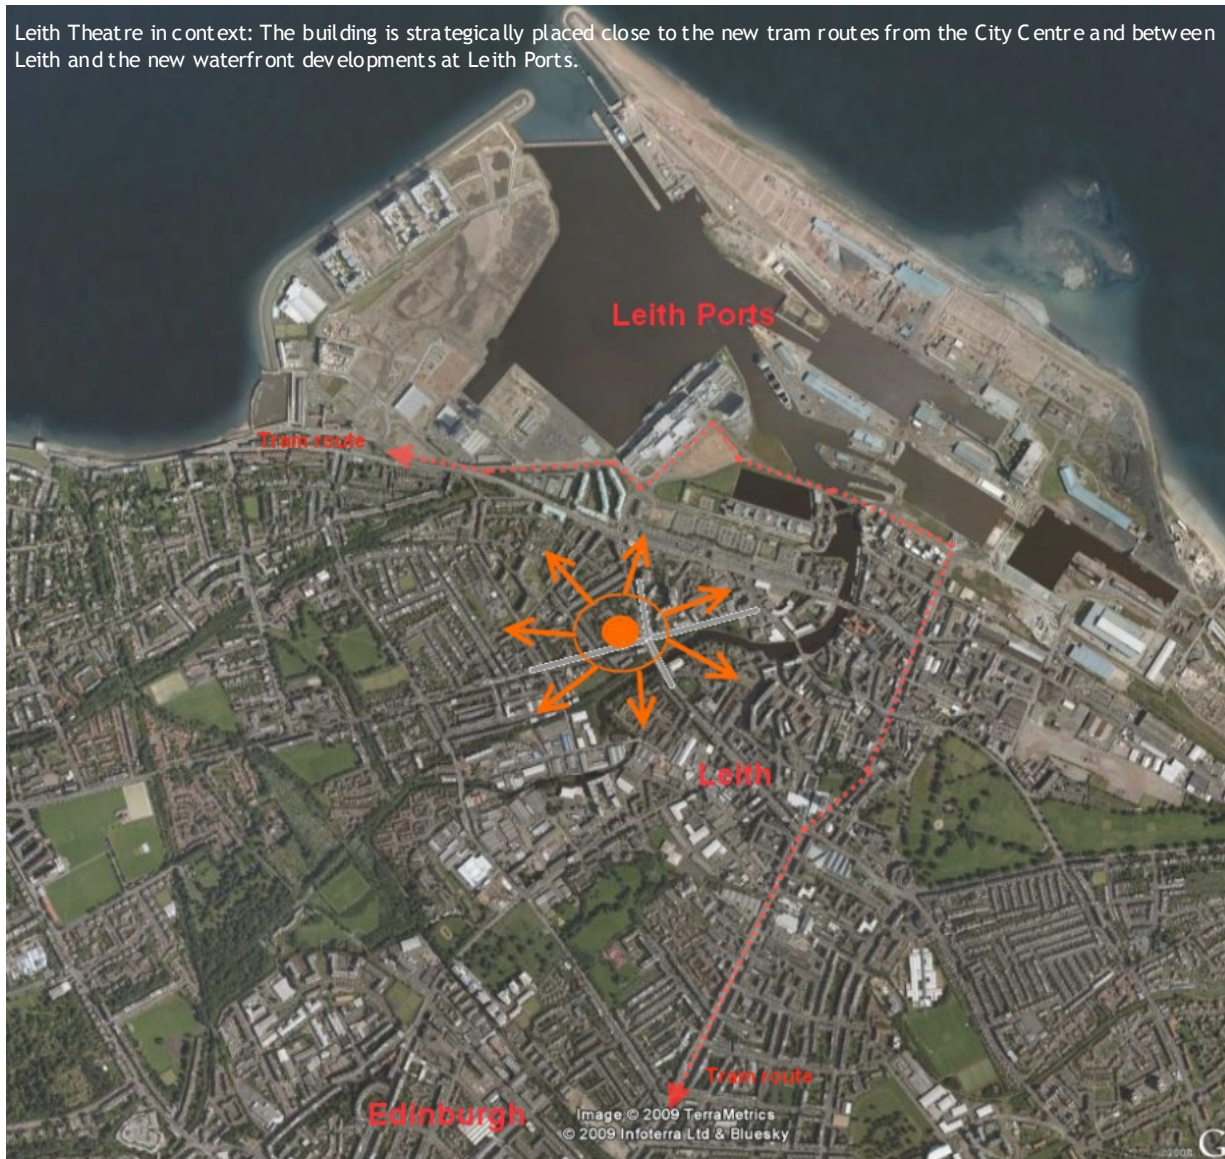 Leith Theatre in context: The building is strategically placed close to the new tram routes from the City Centre and between
Leith and the new waterfront developments at Leith Ports.
Leith Ports
Tram route
Leith
Tram route
Edinburgh
Image © 2009 TerraMetrics
© 2009 Infoterra Ltd & Bluesky
©2008
G